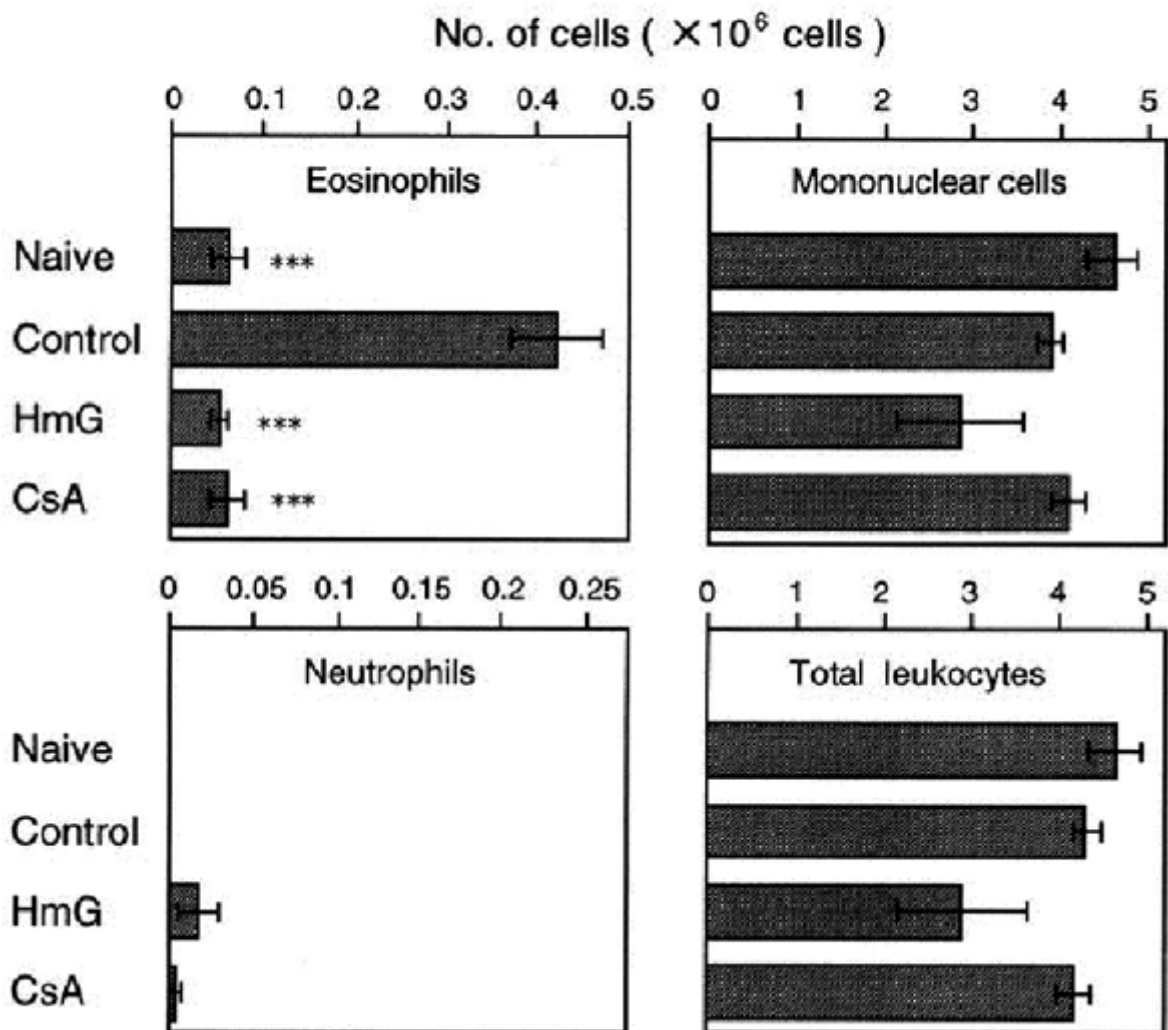 No. of cells ( ×10⁶ cells )
0 0.1 0.2 0.3 0.4 0.5
0 1 2 3 4 5
Eosinophils
Mononuclear cells
Naive
***
Control
HmG
***
CsA
***
0 0.05 0.1 0.15 0.2 0.25
0 1 2 3 4 5
Neutrophils
Total leukocytes
Naive
Control
HmG
CsA